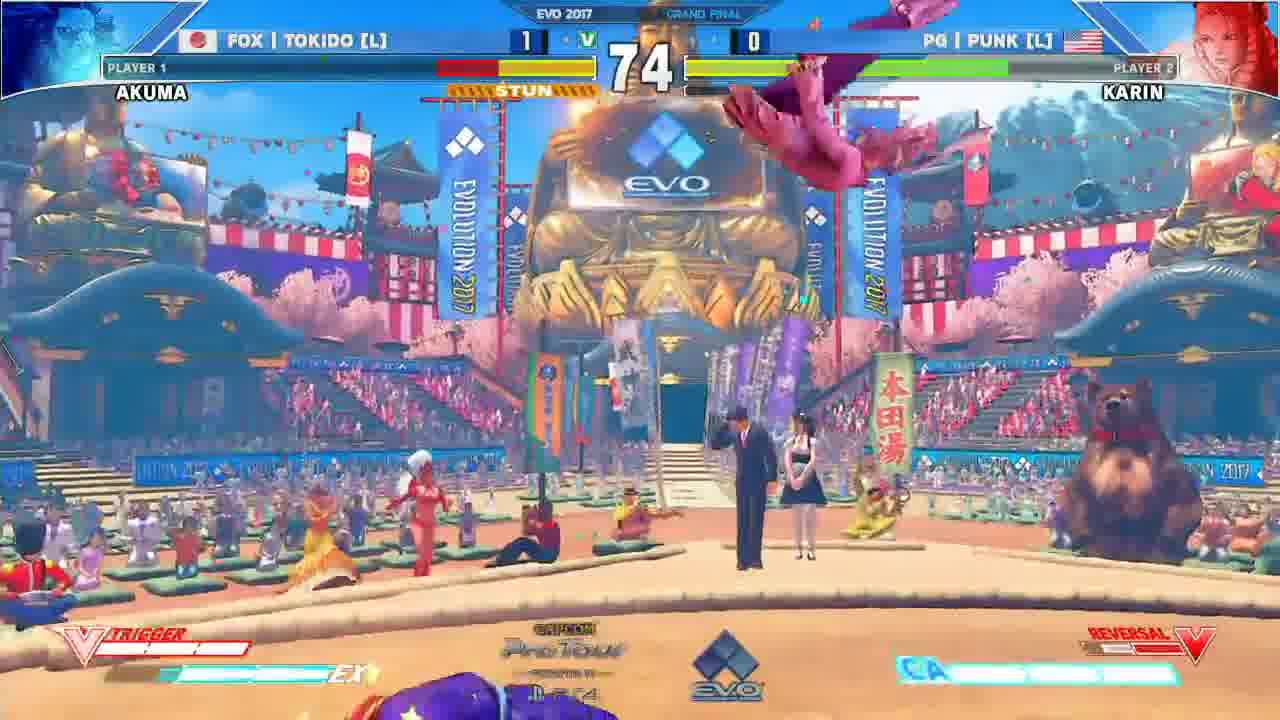 EVO 2017 GRAND FINAL
FOX | TOKIDO [L] 1 V 74 0 PG | PUNK [L]
PLAYER 1 PLAYER 2
AKUMA STUN KARIN
EVO
EVOLUTION 2017
EVOLUTION 2017
本田湯
TRIGGER
REVERSAL
EX
CA
CAPCOM
PRO TOUR
EVO